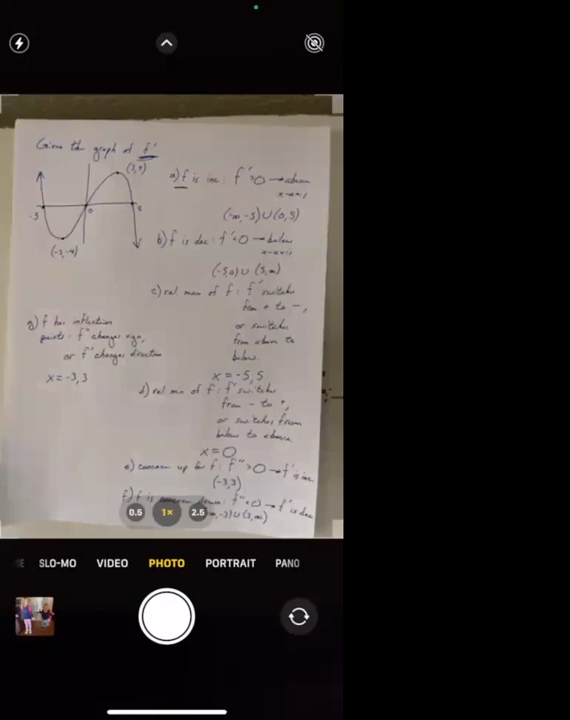 Given the graph of f'
(3,4)
-5
0
5
(-3,-4)
a) f is inc: f' > 0 → above
x-axis
(-∞, -5) ∪ (0, 5)
b) f is dec: f' < 0 → below
x-axis
(-5, 0) ∪ (5, ∞)
c) rel max of f: f' switches
from + to -,
or switches
from above to
below.
x = -5, 5
d) rel min of f: f' switches
from - to +,
or switches from
below to above
x = 0
e) concave up for f: f'' > 0 → f' is inc
(-3, 3)
f) f is concave down: f'' < 0 → f' is dec
, -3) ∪ (3, ∞)
g) f has inflection
points: f'' changes sign,
or f' changes direction
x = -3, 3
0.5
1×
2.5
SLO-MO
VIDEO
PHOTO
PORTRAIT
PANO